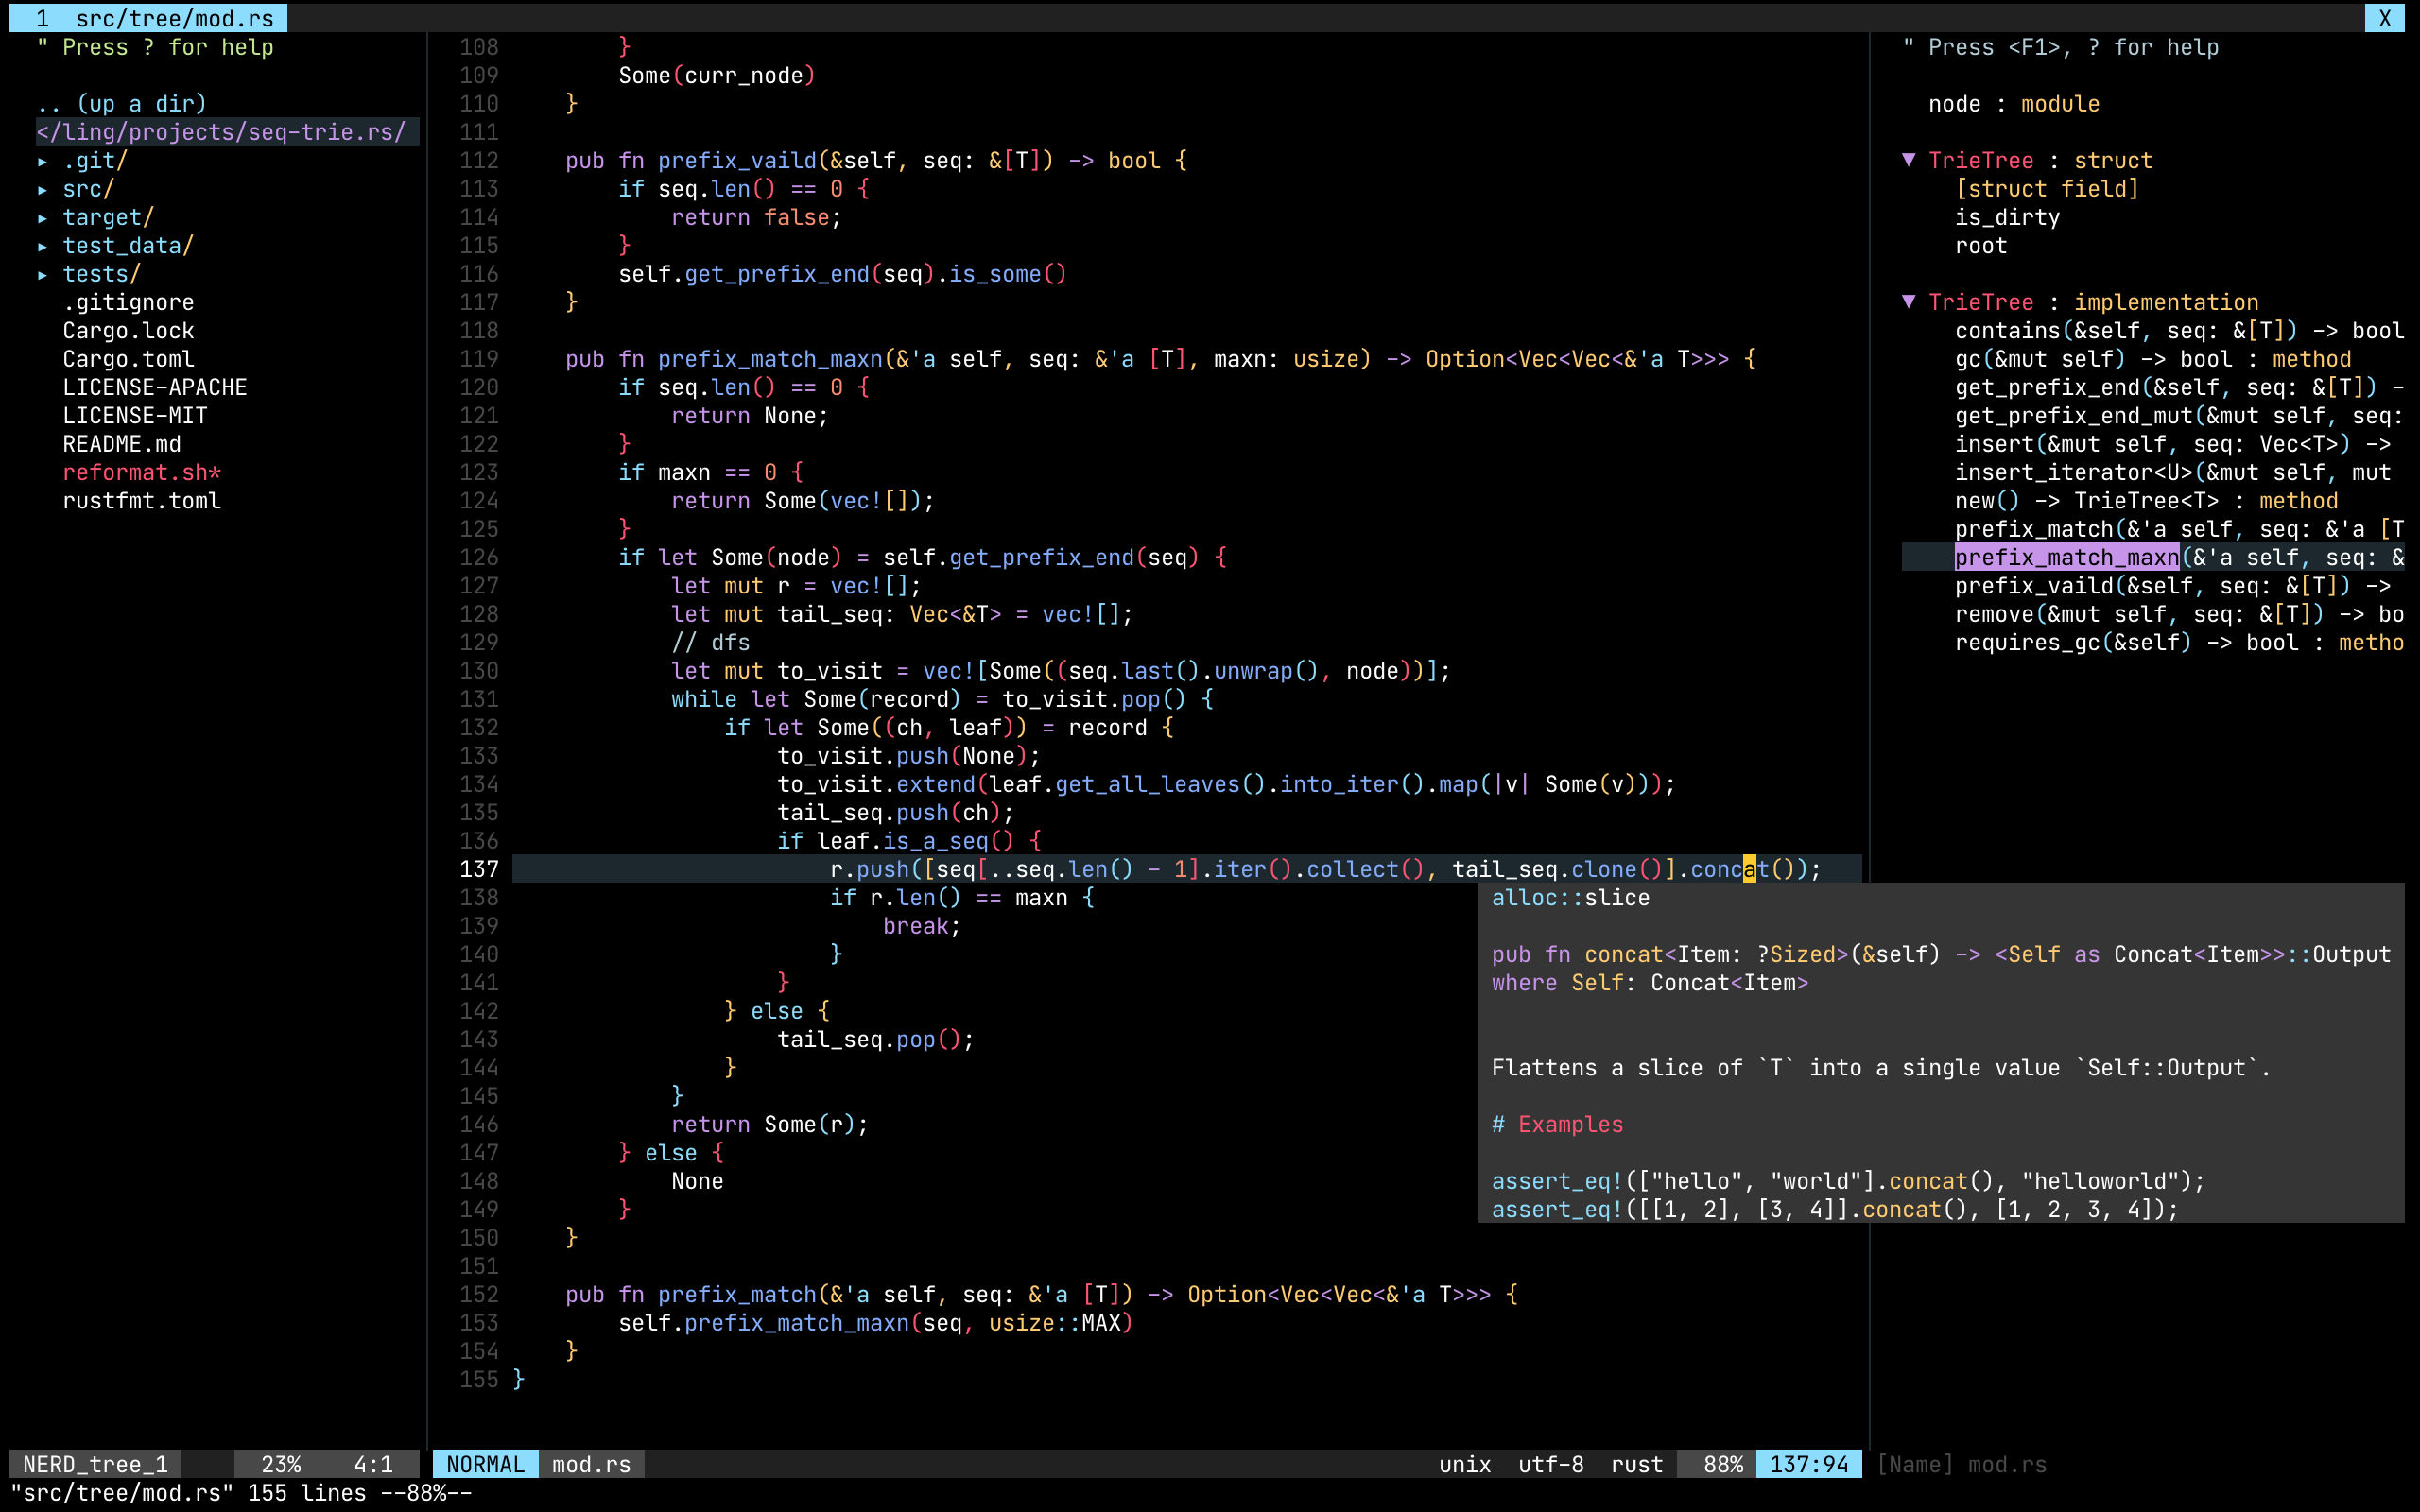 1  src/tree/mod.rs
X
" Press ? for help
.. (up a dir)
</ling/projects/seq-trie.rs/
▸ .git/
▸ src/
▸ target/
▸ test_data/
▸ tests/
.gitignore
Cargo.lock
Cargo.toml
LICENSE-APACHE
LICENSE-MIT
README.md
reformat.sh*
rustfmt.toml
108         }
109         Some(curr_node)
110     }
111
112     pub fn prefix_vaild(&self, seq: &[T]) -> bool {
113         if seq.len() == 0 {
114             return false;
115         }
116         self.get_prefix_end(seq).is_some()
117     }
118
119     pub fn prefix_match_maxn(&'a self, seq: &'a [T], maxn: usize) -> Option<Vec<Vec<&'a T>>> {
120         if seq.len() == 0 {
121             return None;
122         }
123         if maxn == 0 {
124             return Some(vec![]);
125         }
126         if let Some(node) = self.get_prefix_end(seq) {
127             let mut r = vec![];
128             let mut tail_seq: Vec<&T> = vec![];
129             // dfs
130             let mut to_visit = vec![Some((seq.last().unwrap(), node))];
131             while let Some(record) = to_visit.pop() {
132                 if let Some((ch, leaf)) = record {
133                     to_visit.push(None);
134                     to_visit.extend(leaf.get_all_leaves().into_iter().map(|v| Some(v)));
135                     tail_seq.push(ch);
136                     if leaf.is_a_seq() {
137                         r.push([seq[..seq.len() - 1].iter().collect(), tail_seq.clone()].concat());
138                         if r.len() == maxn {
139                             break;
140                         }
141                     }
142                 } else {
143                     tail_seq.pop();
144                 }
145             }
146             return Some(r);
147         } else {
148             None
149         }
150     }
151
152     pub fn prefix_match(&'a self, seq: &'a [T]) -> Option<Vec<Vec<&'a T>>> {
153         self.prefix_match_maxn(seq, usize::MAX)
154     }
155 }
alloc::slice
pub fn concat<Item: ?Sized>(&self) -> <Self as Concat<Item>>::Output
where Self: Concat<Item>
Flattens a slice of `T` into a single value `Self::Output`.
# Examples
assert_eq!(["hello", "world"].concat(), "helloworld");
assert_eq!([[1, 2], [3, 4]].concat(), [1, 2, 3, 4]);
" Press <F1>, ? for help
node : module
▼ TrieTree : struct
[struct field]
is_dirty
root
▼ TrieTree : implementation
contains(&self, seq: &[T]) -> bool
gc(&mut self) -> bool : method
get_prefix_end(&self, seq: &[T]) -
get_prefix_end_mut(&mut self, seq:
insert(&mut self, seq: Vec<T>) ->
insert_iterator<U>(&mut self, mut
new() -> TrieTree<T> : method
prefix_match(&'a self, seq: &'a [T
prefix_match_maxn(&'a self, seq: &
prefix_vaild(&self, seq: &[T]) ->
remove(&mut self, seq: &[T]) -> bo
requires_gc(&self) -> bool : metho
NERD_tree_1  23%  4:1
NORMAL  mod.rs  unix  utf-8  rust  88%  137:94
[Name] mod.rs
"src/tree/mod.rs" 155 lines --88%--